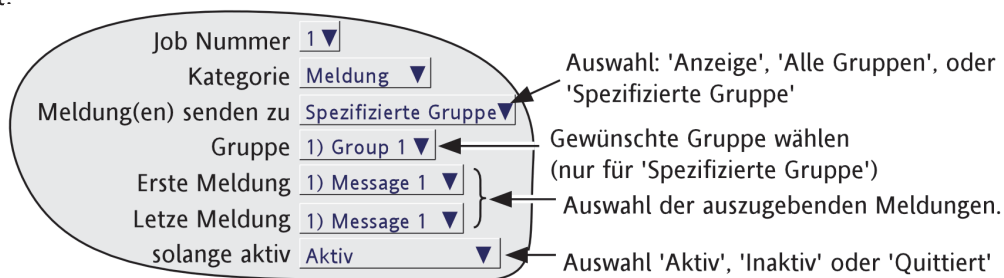 t.
Job Nummer 1
Kategorie Meldung
Meldung(en) senden zu Spezifizierte Gruppe
Gruppe 1) Group 1
Erste Meldung 1) Message 1
Letze Meldung 1) Message 1
solange aktiv Aktiv
Auswahl: 'Anzeige', 'Alle Gruppen', oder
'Spezifizierte Gruppe'
Gewünschte Gruppe wählen
(nur für 'Spezifizierte Gruppe')
Auswahl der auszugebenden Meldungen.
Auswahl 'Aktiv', 'Inaktiv' oder 'Quittiert'